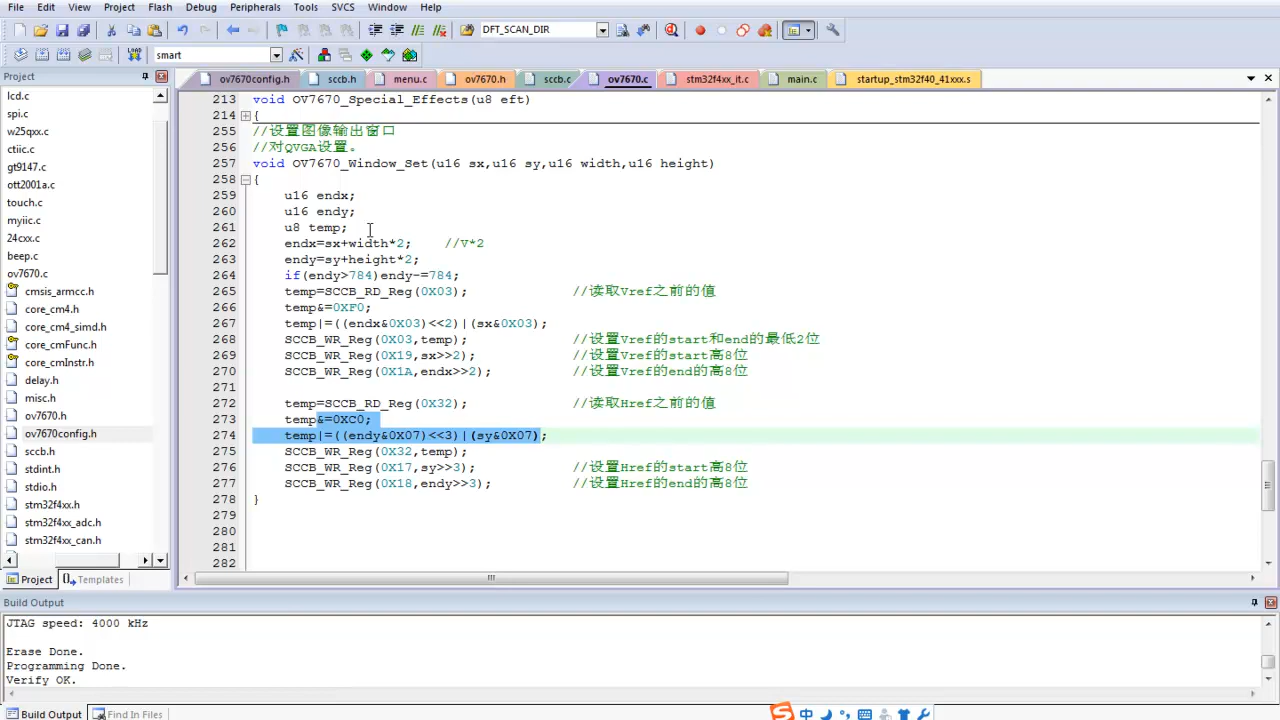 File Edit View Project Flash Debug Peripherals Tools SVCS Window Help
DFT_SCAN_DIR
LOAD smart
Project
ov7670config.h sccb.h menu.c ov7670.h sccb.c ov7670.c stm32f4xx_it.c main.c startup_stm32f40_41xxx.s
lcd.c
spi.c
w25qxx.c
ctiic.c
gt9147.c
ott2001a.c
touch.c
myiic.c
24cxx.c
beep.c
ov7670.c
cmsis_armcc.h
core_cm4.h
core_cm4_simd.h
core_cmFunc.h
core_cmInstr.h
delay.h
misc.h
ov7670.h
ov7670config.h
sccb.h
stdint.h
stdio.h
stm32f4xx.h
stm32f4xx_adc.h
stm32f4xx_can.h
Project Templates
213 void OV7670_Special_Effects(u8 eft)
214 {
255 //设置图像输出窗口
256 //对QVGA设置。
257 void OV7670_Window_Set(u16 sx,u16 sy,u16 width,u16 height)
258 {
259 u16 endx;
260 u16 endy;
261 u8 temp;
262 endx=sx+width*2; //V*2
263 endy=sy+height*2;
264 if(endy>784)endy-=784;
265 temp=SCCB_RD_Reg(0X03); //读取Vref之前的值
266 temp&=0XF0;
267 temp|=((endx&0X03)<<2)|(sx&0X03);
268 SCCB_WR_Reg(0X03,temp); //设置Vref的start和end的最低2位
269 SCCB_WR_Reg(0X19,sx>>2); //设置Vref的start高8位
270 SCCB_WR_Reg(0X1A,endx>>2); //设置Vref的end的高8位
271
272 temp=SCCB_RD_Reg(0X32); //读取Href之前的值
273 temp&=0XC0;
274 temp|=((endy&0X07)<<3)|(sy&0X07);
275 SCCB_WR_Reg(0X32,temp);
276 SCCB_WR_Reg(0X17,sy>>3); //设置Href的start高8位
277 SCCB_WR_Reg(0X18,endy>>3); //设置Href的end的高8位
278 }
279
280
281
282
Build Output
JTAG speed: 4000 kHz
Erase Done.
Programming Done.
Verify OK.
Build Output Find In Files
中